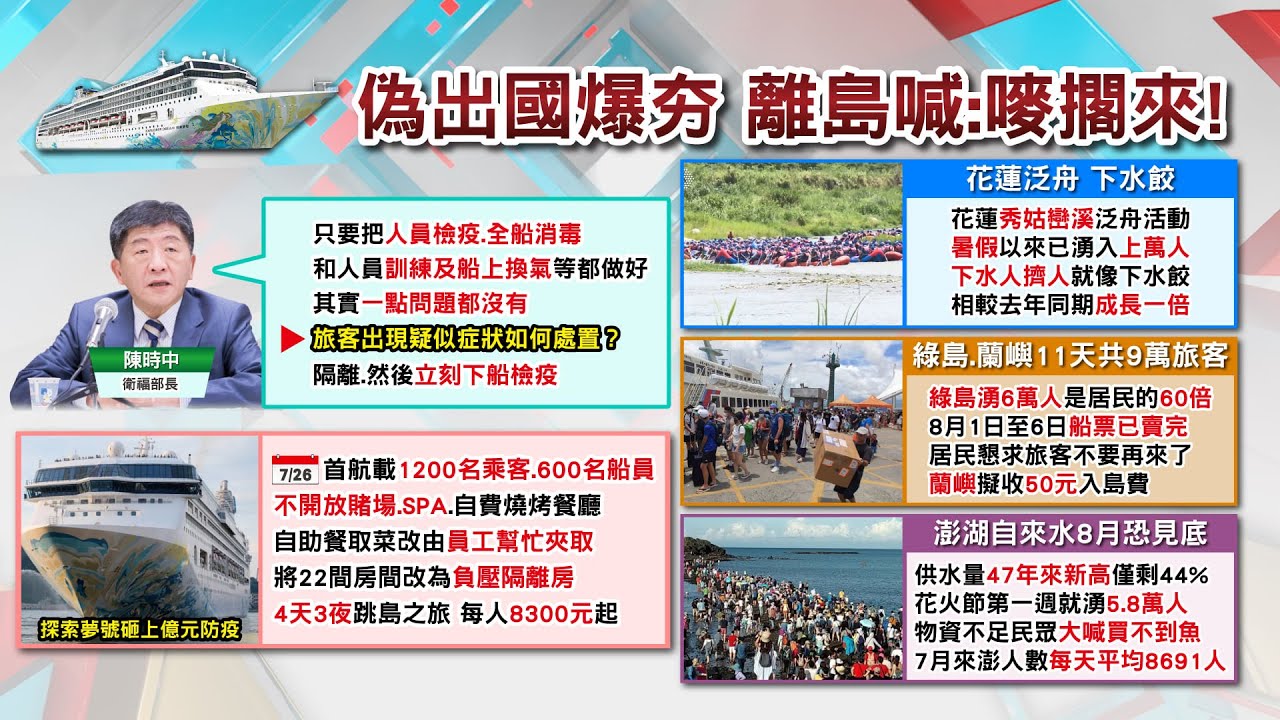 偽出國爆夯 離島喊:嘜擱來!
只要把人員檢疫.全船消毒
和人員訓練及船上換氣等都做好
其實一點問題都沒有
▶旅客出現疑似症狀如何處置？
隔離.然後立刻下船檢疫
陳時中
衛福部長
7/26 首航載1200名乘客.600名船員
不開放賭場.SPA.自費燒烤餐廳
自助餐取菜改由員工幫忙夾取
將22間房間改為負壓隔離房
4天3夜跳島之旅 每人8300元起
探索夢號砸上億元防疫
花蓮泛舟 下水餃
花蓮秀姑巒溪泛舟活動
暑假以來已湧入上萬人
下水人擠人就像下水餃
相較去年同期成長一倍
綠島.蘭嶼11天共9萬旅客
綠島湧6萬人是居民的60倍
8月1日至6日船票已賣完
居民懇求旅客不要再來了
蘭嶼擬收50元入島費
澎湖自來水8月恐見底
供水量47年來新高僅剩44%
花火節第一週就湧5.8萬人
物資不足民眾大喊買不到魚
7月來澎人數每天平均8691人